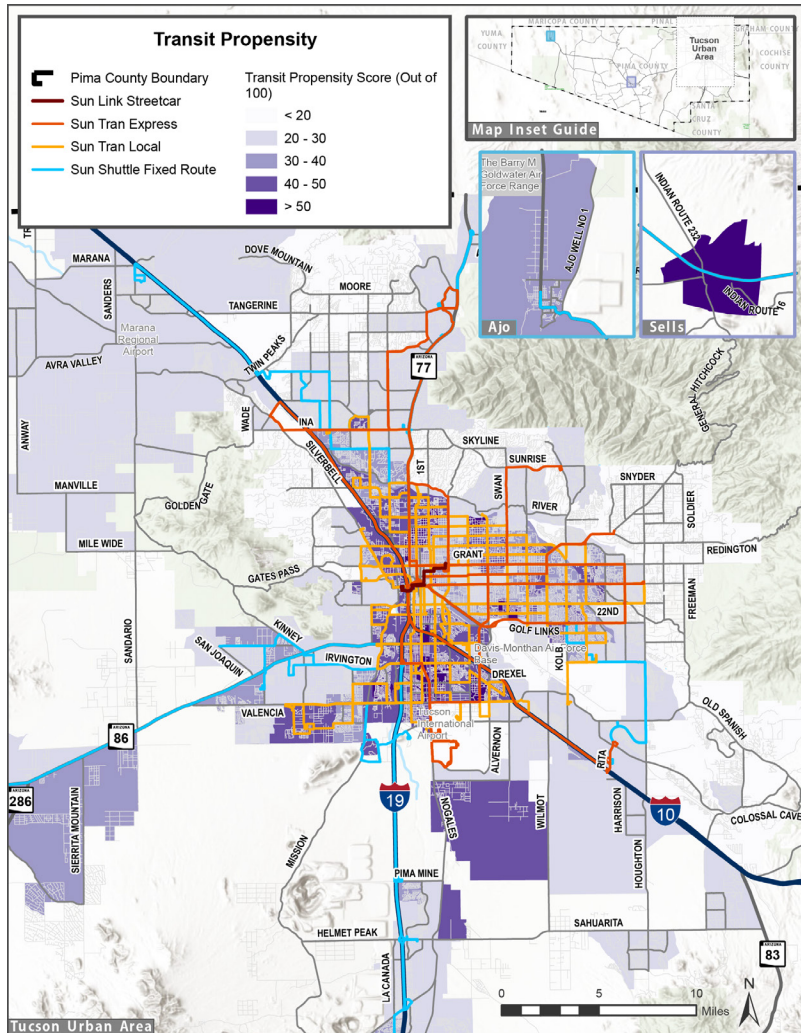 Transit Propensity
Pima County Boundary
Sun Link Streetcar
Sun Tran Express
Sun Tran Local
Sun Shuttle Fixed Route
Transit Propensity Score (Out of
100)
< 20
20 - 30
30 - 40
40 - 50
> 50
MARICOPA COUNTY
PINAL
GRAHAM COUNTY
YUMA
COUNTY
Tucson
Urban
Area
COCHISE
COUNTY
PIMA COUNTY
SANTA
CRUZ
COUNTY
Map Inset Guide
The Barry M
Goldwater Air
Force Range
AJO WELL NO 1
Ajo
INDIAN ROUTE 232
INDIAN ROUTE 16
Sells
MARANA
SANDERS
DOVE MOUNTAIN
MOORE
TANGERINE
Marana
Regional
Airport
TWIN PEAKS
AVRA VALLEY
ARIZONA
77
GENERAL HITCHCOCK
ANWAY
WADE
INA
SILVERBELL
1ST
SKYLINE
SUNRISE
SWAN
SNYDER
SOLDIER
MANVILLE
GOLDEN
GATE
RIVER
MILE WIDE
GRANT
REDINGTON
GATES PASS
FREEMAN
22ND
SANDARIO
KINNEY
GOLF LINKS
SAN JOAQUIN
IRVINGTON
Davis-Monthan Air Force
Base
KOLB
DREXEL
OLD SPANISH
VALENCIA
Tucson
International
Airport
ALVERNON
RITA
ARIZONA
86
286
SIERRITA MOUNTAIN
19
NOGALES
WILMOT
HARRISON
10
COLOSSAL CAVE
MISSION
HOUGHTON
PIMA MINE
HELMET PEAK
SAHUARITA
LA CANADA
ARIZONA
83
0
5
10
Miles
N
Tucson Urban Area